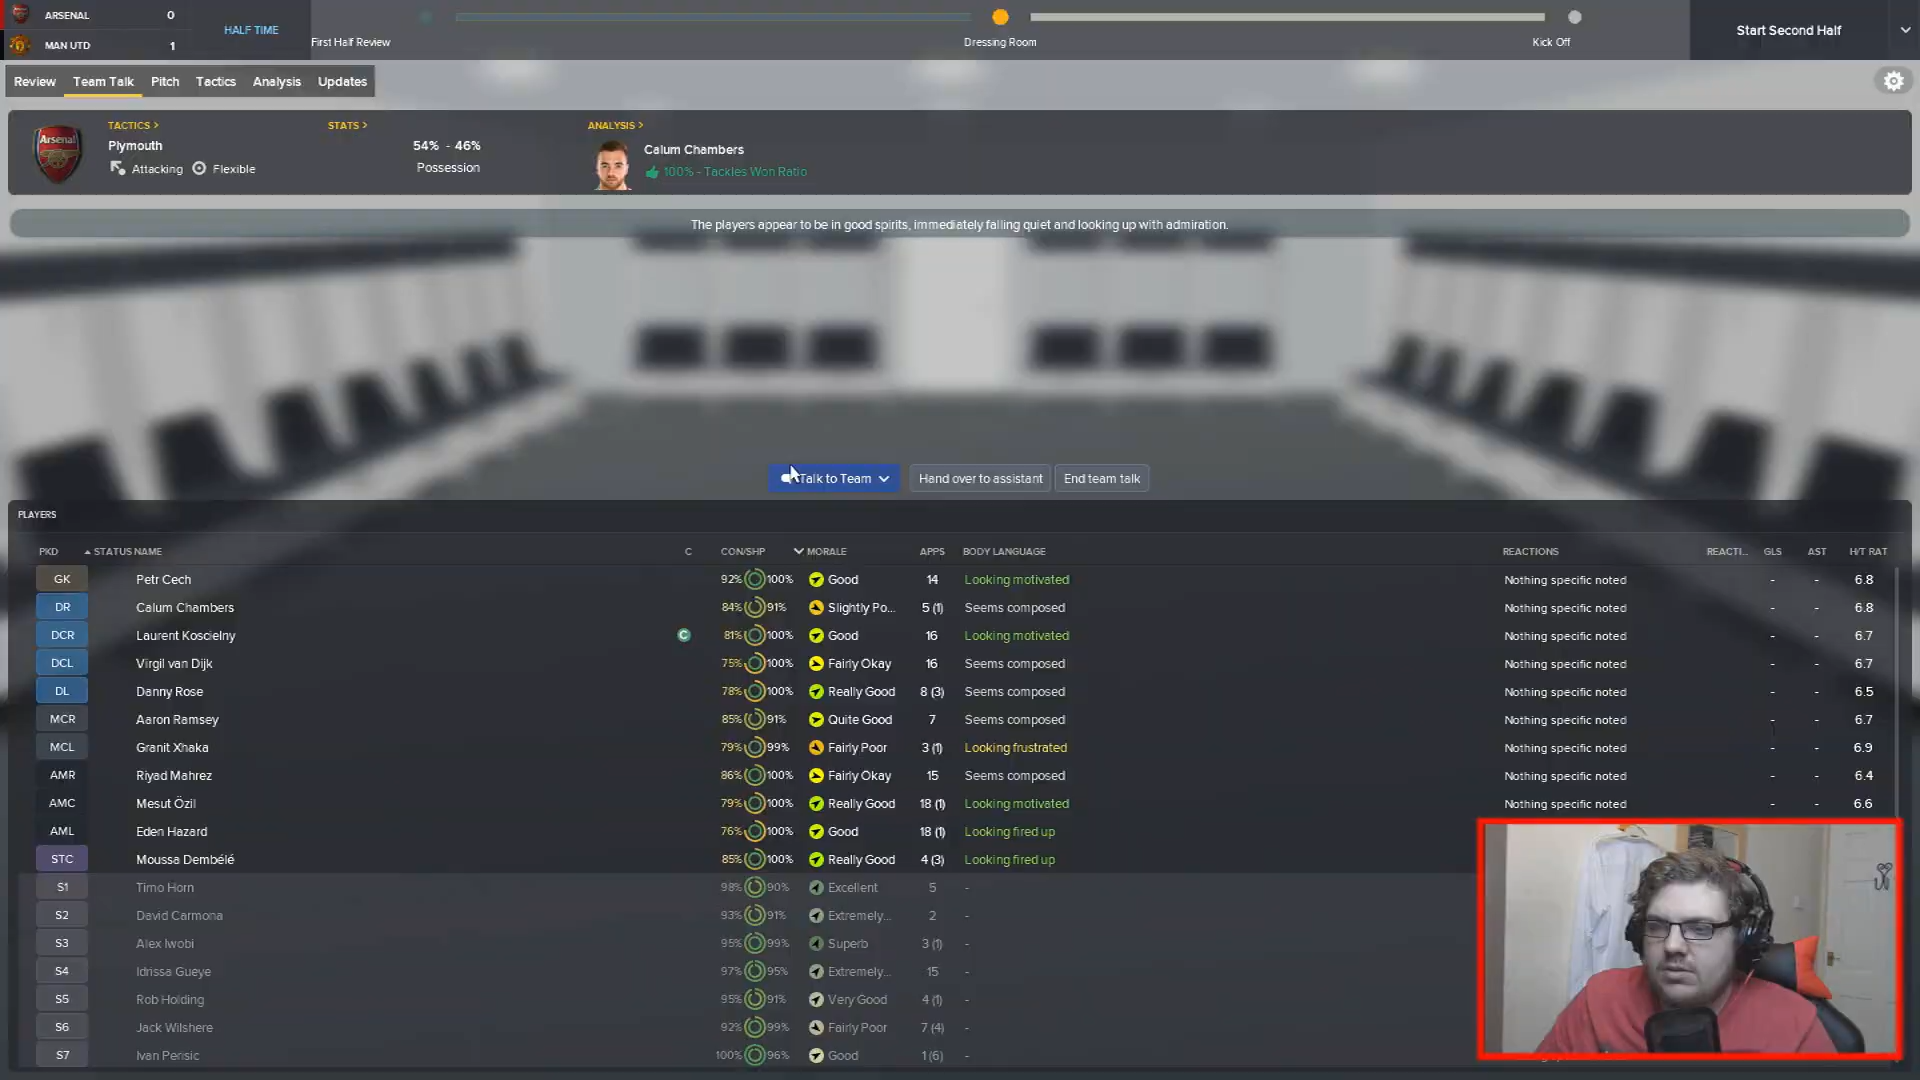 ARSENAL 0
MAN UTD 1
HALF TIME
First Half Review
Dressing Room
Kick Off
Start Second Half
Review Team Talk Pitch Tactics Analysis Updates
Arsenal
TACTICS >
Plymouth
Attacking Flexible
STATS >
54% - 46%
Possession
ANALYSIS >
Calum Chambers
100% - Tackles Won Ratio
The players appear to be in good spirits, immediately falling quiet and looking up with admiration.
Talk to Team Hand over to assistant End team talk
PLAYERS
PKD STATUS NAME C CON/SHP MORALE APPS BODY LANGUAGE REACTIONS REACTI... GLS AST H/T RAT
GK Petr Cech 92% 100% Good 14 Looking motivated Nothing specific noted - - 6.8
DR Calum Chambers 84% 91% Slightly Po... 5 (1) Seems composed Nothing specific noted - - 6.8
DCR Laurent Koscielny C 81% 100% Good 16 Looking motivated Nothing specific noted - - 6.7
DCL Virgil van Dijk 75% 100% Fairly Okay 16 Seems composed Nothing specific noted - - 6.7
DL Danny Rose 78% 100% Really Good 8 (3) Seems composed Nothing specific noted - - 6.5
MCR Aaron Ramsey 85% 91% Quite Good 7 Seems composed Nothing specific noted - - 6.7
MCL Granit Xhaka 79% 99% Fairly Poor 3 (1) Looking frustrated Nothing specific noted - - 6.9
AMR Riyad Mahrez 86% 100% Fairly Okay 15 Seems composed Nothing specific noted - - 6.4
AMC Mesut Özil 79% 100% Really Good 18 (1) Looking motivated Nothing specific noted - - 6.6
AML Eden Hazard 76% 100% Good 18 (1) Looking fired up
STC Moussa Dembélé 85% 100% Really Good 4 (3) Looking fired up
S1 Timo Horn 98% 90% Excellent 5 -
S2 David Carmona 93% 91% Extremely... 2 -
S3 Alex Iwobi 95% 99% Superb 3 (1) -
S4 Idrissa Gueye 97% 95% Extremely... 15 -
S5 Rob Holding 95% 91% Very Good 4 (1) -
S6 Jack Wilshere 92% 99% Fairly Poor 7 (4) -
S7 Ivan Perisic 100% 96% Good 1 (6) -